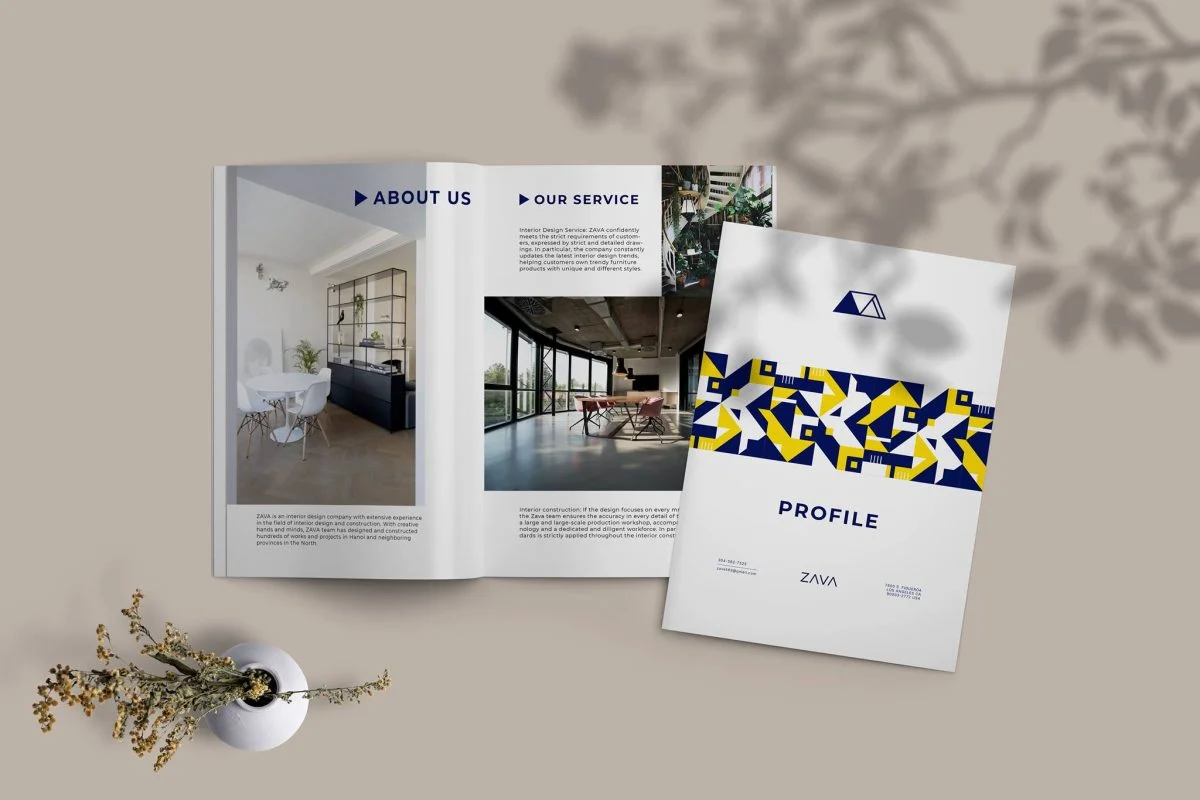 ABOUT US
ZAVA is an interior design company with extensive experience
in the field of interior design and construction. With creative
hands and minds, ZAVA team has designed and constructed
hundreds of works and projects in Hanoi and neighboring
provinces in the North.
OUR SERVICE
Interior Design Service: ZAVA confidently
meets the strict requirements of custom-
ers, expressed by strict and detailed draw-
ings. In particular, the company constantly
updates the latest interior design trends,
helping customers own trendy furniture
products with unique and different styles.
Interior construction: If the design focuses on every
the Zava team ensures the accuracy in every detail of
a large and large-scale production workshop,
nology and a dedicated and diligent workforce. In
dards is strictly applied throughout the interior
PROFILE
ZAVA
7800 S. FIGUEROA
LOS ANGELES CA